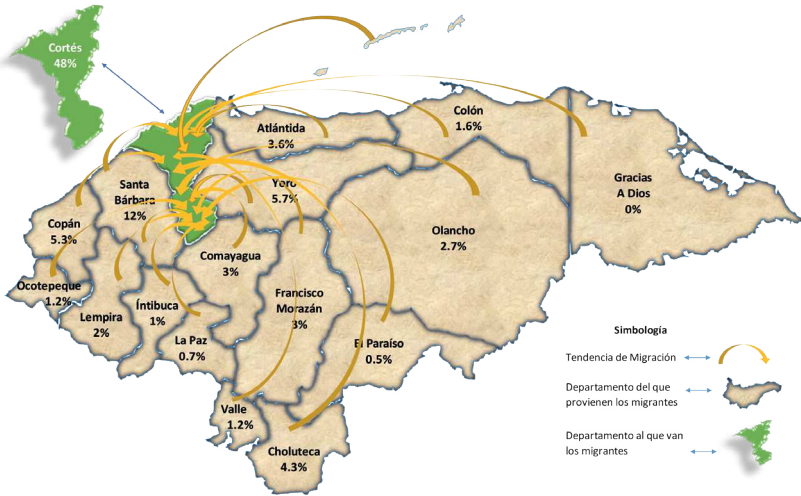 Cortés
48%
Atlántida
3.6%
Colón
1.6%
Gracias
A Dios
0%
Santa
Bárbara
12%
Yoro
5.7%
Copán
5.3%
Olancho
2.7%
Comayagua
3%
Ocotepeque
1.2%
Lempira
2%
Íntibuca
1%
Francisco
Morazán
3%
La Paz
0.7%
El Paraíso
0.5%
Valle
1.2%
Choluteca
4.3%
Simbología
Tendencia de Migración
Departamento del que
provienen los migrantes
Departamento al que van
los migrantes